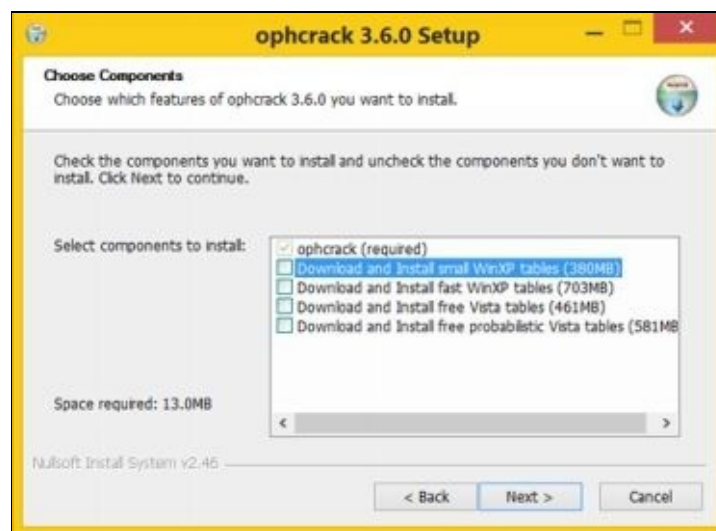 ophcrack 3.6.0 Setup
Choose Components
Choose which features of ophcrack 3.6.0 you want to install.
Check the components you want to install and uncheck the components you don't want to
install. Click Next to continue.
Select components to install:
ophcrack (required)
Download and Install small WinXP tables (380MB)
Download and Install fast WinXP tables (703MB)
Download and Install free Vista tables (461MB)
Download and Install free probabilistic Vista tables (581MB
Space required: 13.0MB
Nullsoft Install System v2.46
< Back
Next >
Cancel